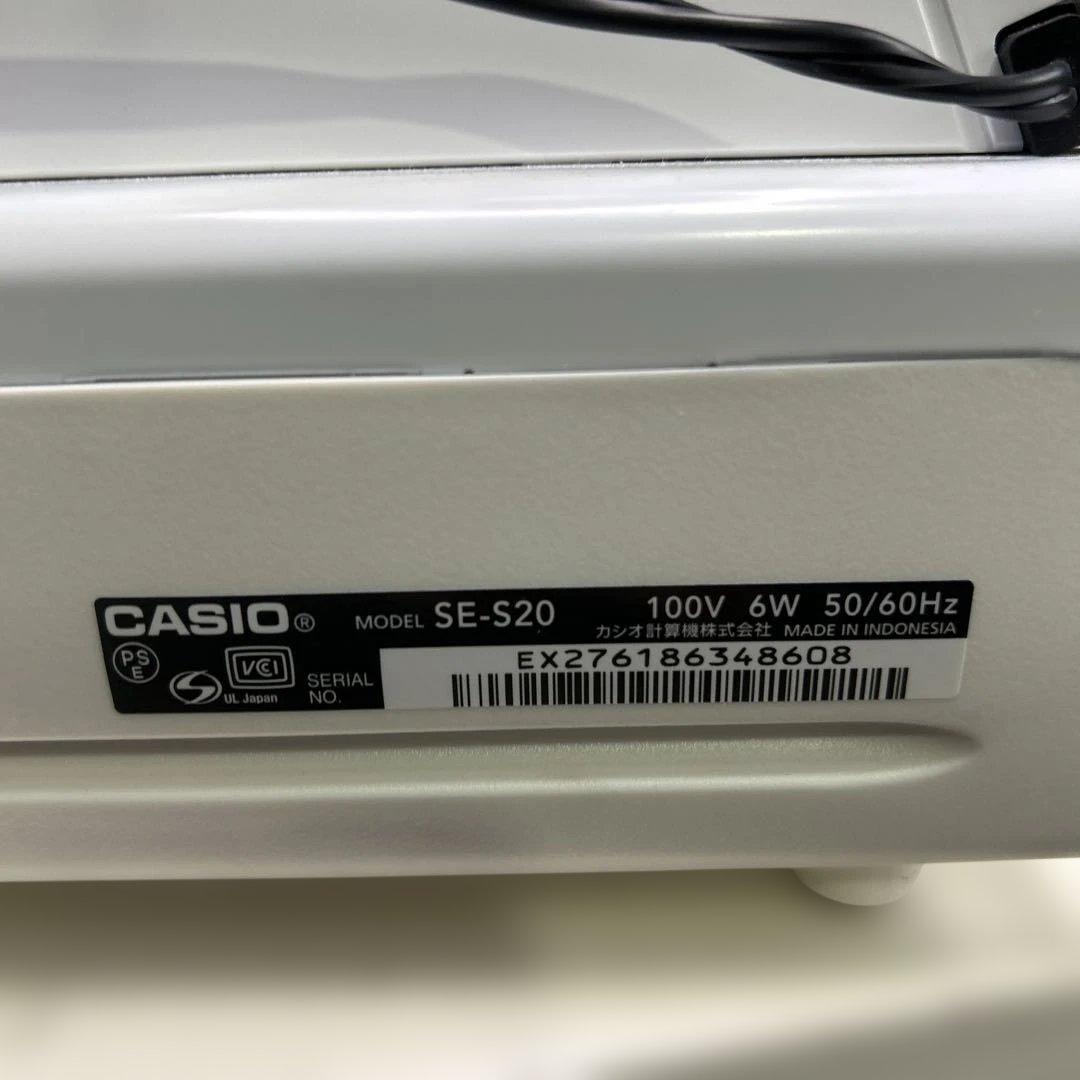 CASIO® MODEL SE-S20 100V 6W 50/60Hz
カシオ計算機株式会社 MADE IN INDONESIA
PS
E
VCI
UL Japan
SERIAL
NO.
EX276186348608